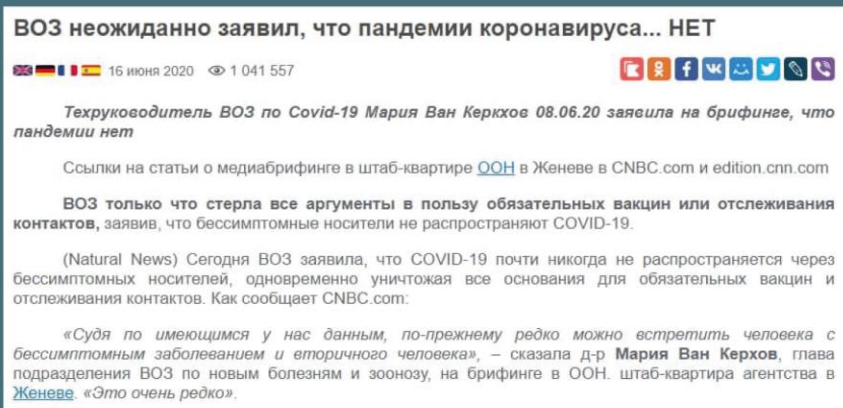 ВОЗ неожиданно заявил, что пандемии коронавируса... НЕТ
16 июня 2020 1 041 557
Техруководитель ВОЗ по Covid-19 Мария Ван Керкхов 08.06.20 заявила на брифинге, что
пандемии нет
Ссылки на статьи о медиабрифинге в штаб-квартире ООН в Женеве в CNBC.com и edition.cnn.com
ВОЗ только что стерла все аргументы в пользу обязательных вакцин или отслеживания
контактов, заявив, что бессимптомные носители не распространяют COVID-19.
(Natural News) Сегодня ВОЗ заявила, что COVID-19 почти никогда не распространяется через
бессимптомных носителей, одновременно уничтожая все основания для обязательных вакцин и
отслеживания контактов. Как сообщает CNBC.com:
«Судя по имеющимся у нас данным, по-прежнему редко можно встретить человека с
бессимптомным заболеванием и вторичного человека», – сказала д-р Мария Ван Керхов, глава
подразделения ВОЗ по новым болезням и зоонозу, на брифинге в ООН. штаб-квартира агентства в
Женеве. «Это очень редко».